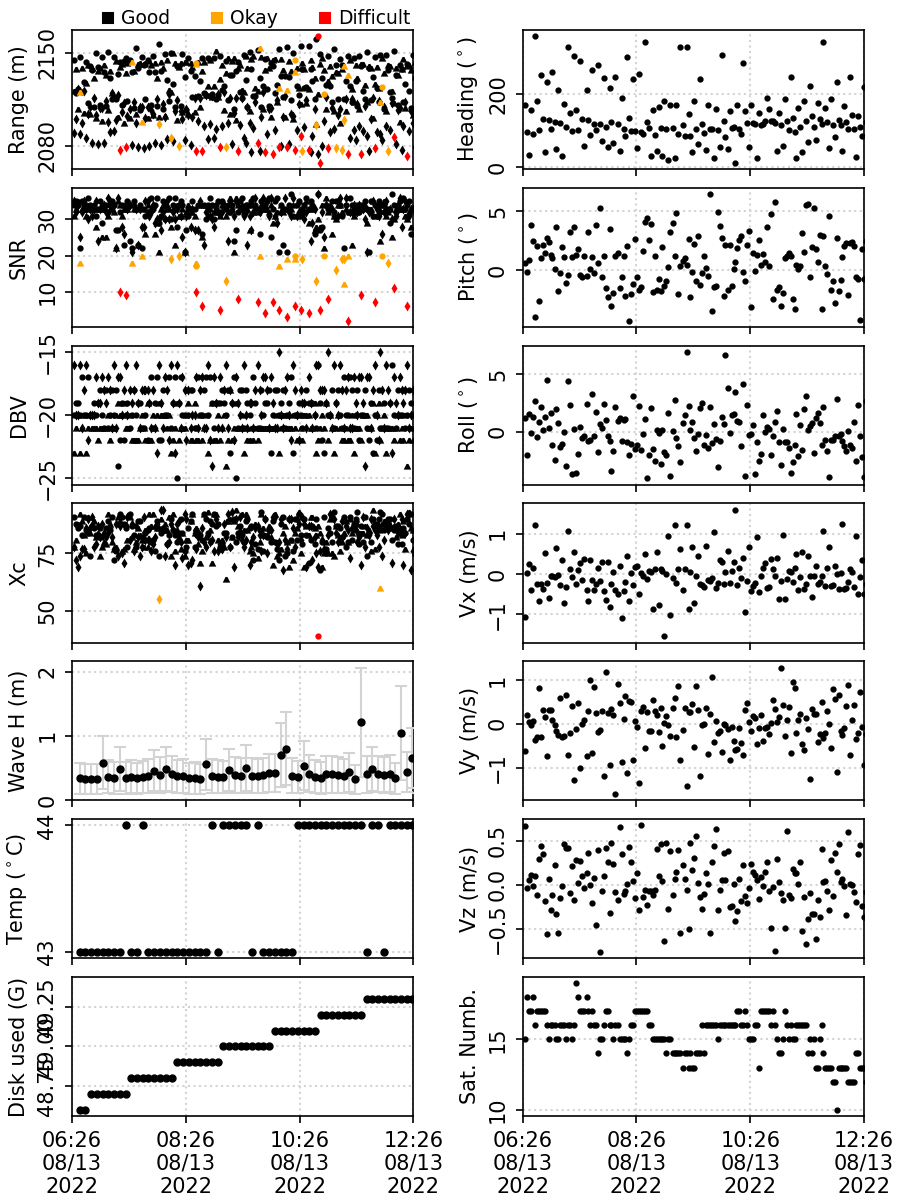 Good Okay Difficult
Range (m)
2150
2080
Heading (°)
200
0
SNR
30
20
10
Pitch (°)
5
0
DBV
−15
−20
−25
Roll (°)
5
0
Xc
75
50
Vx (m/s)
1
0
−1
Wave H (m)
2
1
0
Vy (m/s)
1
0
−1
Temp (°C)
44
43
Vz (m/s)
0.5
0.0
−0.5
Disk used (G)
49.25
49.00
48.75
Sat. Numb.
15
10
06:26 08:26 10:26 12:26 06:26 08:26 10:26 12:26
08/13 08/13 08/13 08/13 08/13 08/13 08/13 08/13
2022 2022 2022 2022 2022 2022 2022 2022